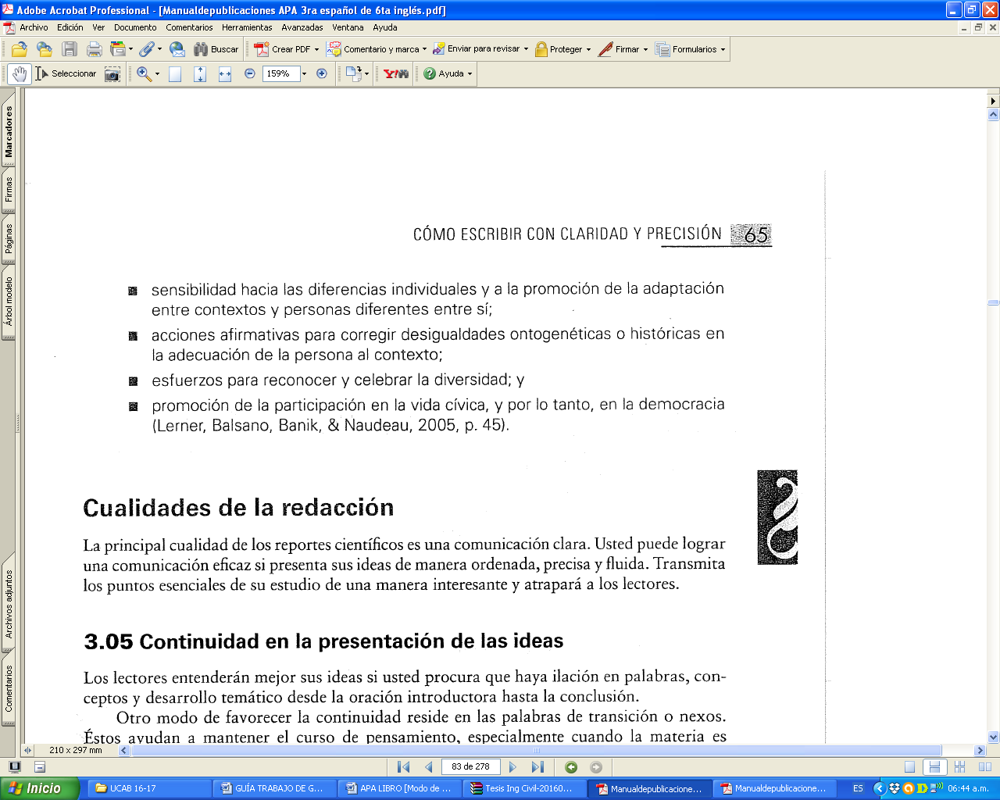 Adobe Acrobat Professional - [Manualdepublicaciones APA 3ra español de 6ta inglés.pdf]
Archivo Edición Ver Documento Comentarios Herramientas Avanzadas Ventana Ayuda
Buscar Crear PDF Comentario y marca Enviar para revisar Proteger Firmar Formularios
Seleccionar 159% Y! Ayuda
Marcadores
Firmas
Páginas
Árbol modelo
Archivos adjuntos
Comentarios
CÓMO ESCRIBIR CON CLARIDAD Y PRECISIÓN 65
sensibilidad hacia las diferencias individuales y a la promoción de la adaptación
entre contextos y personas diferentes entre sí;
acciones afirmativas para corregir desigualdades ontogenéticas o históricas en
la adecuación de la persona al contexto;
esfuerzos para reconocer y celebrar la diversidad; y
promoción de la participación en la vida cívica, y por lo tanto, en la democracia
(Lerner, Balsano, Banik, & Naudeau, 2005, p. 45).
Cualidades de la redacción
La principal cualidad de los reportes científicos es una comunicación clara. Usted puede lograr
una comunicación eficaz si presenta sus ideas de manera ordenada, precisa y fluida. Transmita
los puntos esenciales de su estudio de una manera interesante y atrapará a los lectores.
3.05 Continuidad en la presentación de las ideas
Los lectores entenderán mejor sus ideas si usted procura que haya ilación en palabras, con-
ceptos y desarrollo temático desde la oración introductora hasta la conclusión.
Otro modo de favorecer la continuidad reside en las palabras de transición o nexos.
Éstos ayudan a mantener el curso de pensamiento, especialmente cuando la materia es
210 x 297 mm
83 de 278
Inicio UCAB 16-17 GUÍA TRABAJO DE G... APA LIBRO [Modo de ... Tesis Ing Civil-20160... Manualdepublicacione... Manualdepublicacione... ES 06:44 a.m.